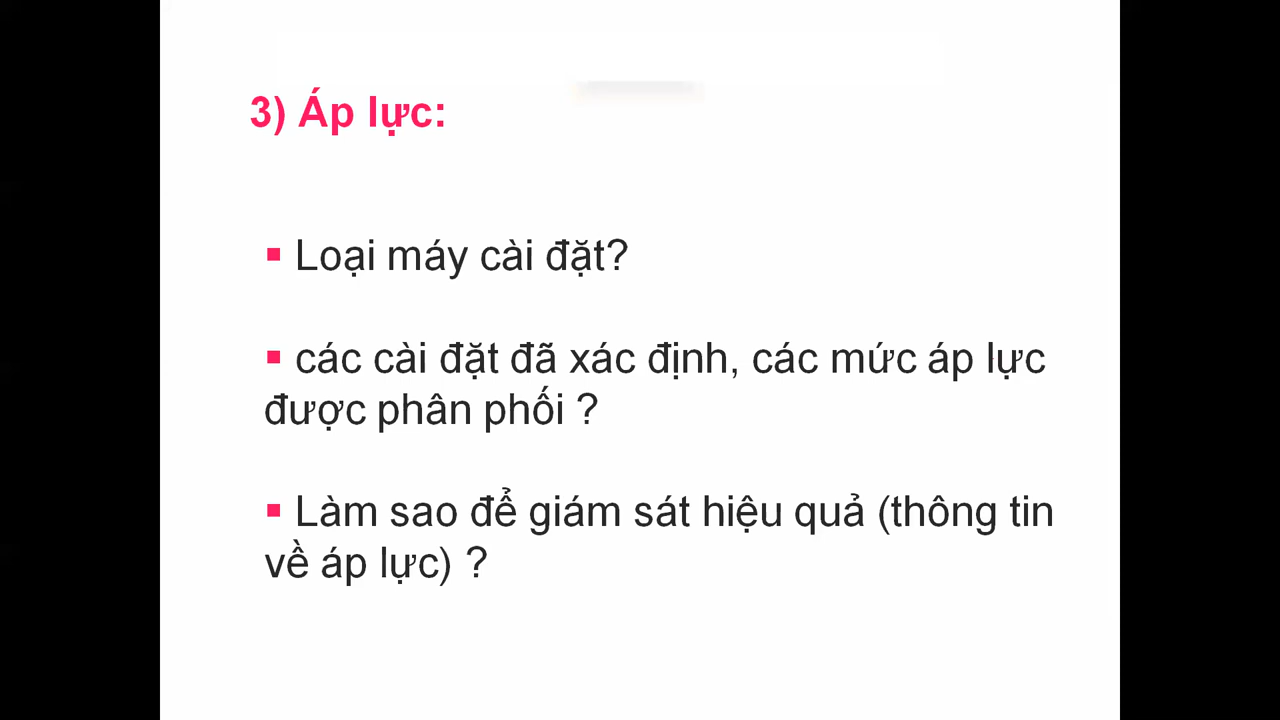 3) Áp lực:
▪ Loại máy cài đặt?
▪ các cài đặt đã xác định, các mức áp lực
được phân phối ?
▪ Làm sao để giám sát hiệu quả (thông tin
về áp lực) ?